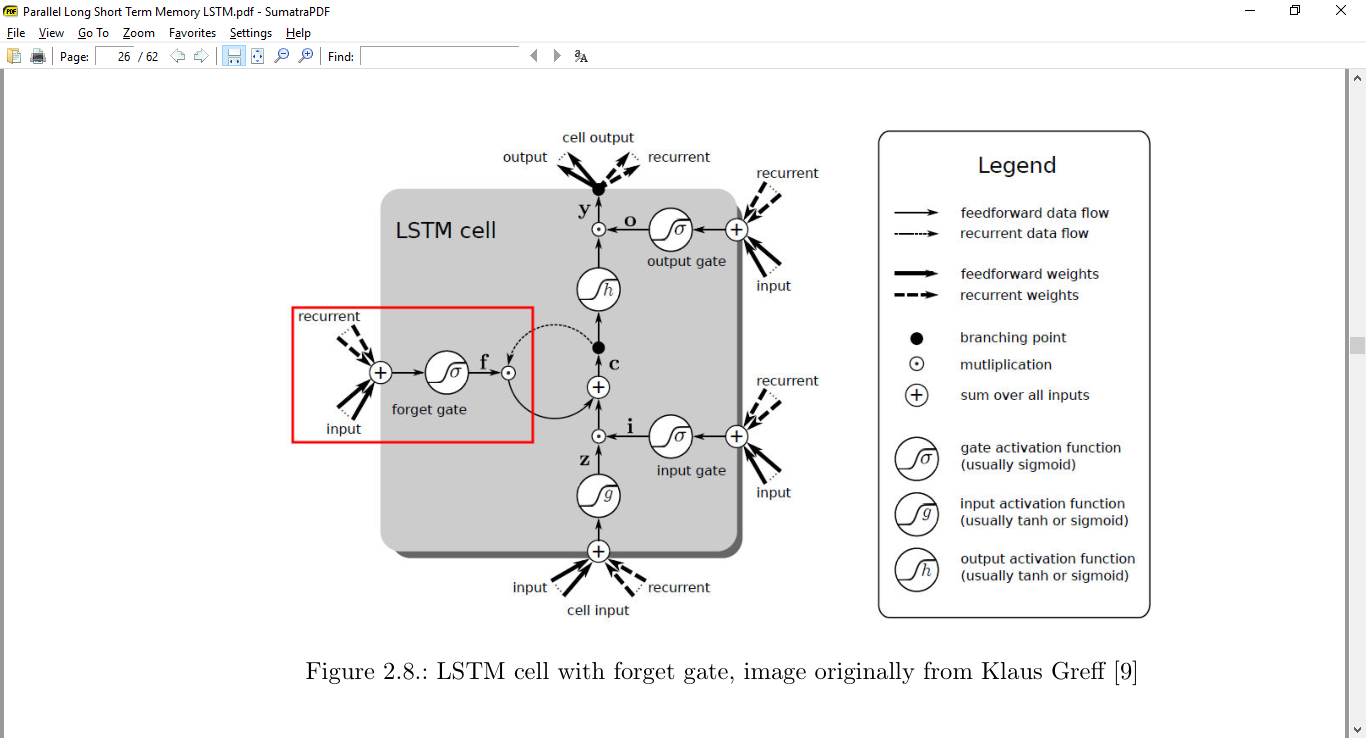 Parallel Long Short Term Memory LSTM.pdf - SumatraPDF
File View Go To Zoom Favorites Settings Help
Page: 26 / 62 Find:
cell output
output recurrent
recurrent
LSTM cell
y
o
σ
output gate
input
h
recurrent
f
σ
forget gate
input
c
recurrent
i
σ
input gate
z
input
g
input recurrent
cell input
Legend
feedforward data flow
recurrent data flow
feedforward weights
recurrent weights
branching point
mutliplication
sum over all inputs
σ
gate activation function
(usually sigmoid)
g
input activation function
(usually tanh or sigmoid)
h
output activation function
(usually tanh or sigmoid)
Figure 2.8.: LSTM cell with forget gate, image originally from Klaus Greff [9]